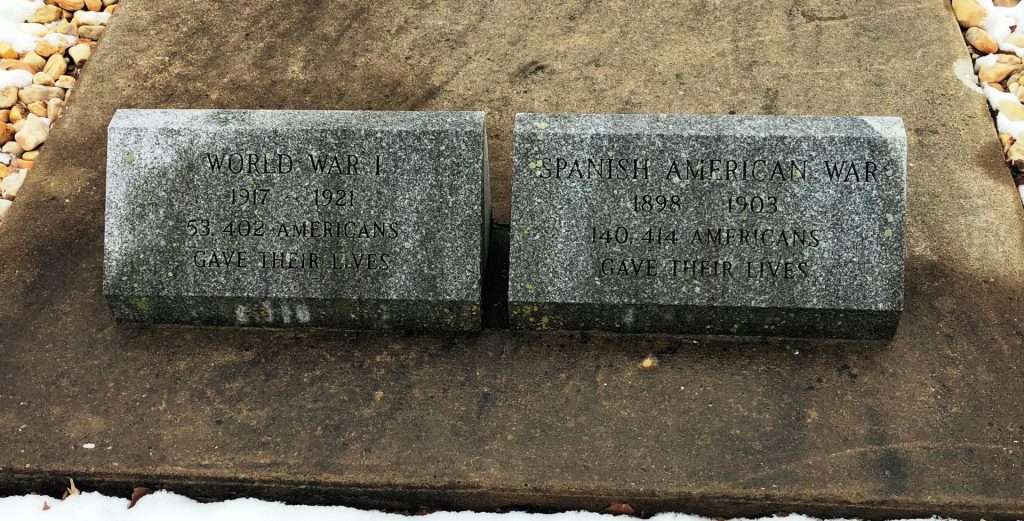 WORLD WAR I
1917 - 1921
53,402 AMERICANS
GAVE THEIR LIVES
SPANISH AMERICAN WAR
1898 1903
140,414 AMERICANS
GAVE THEIR LIVES